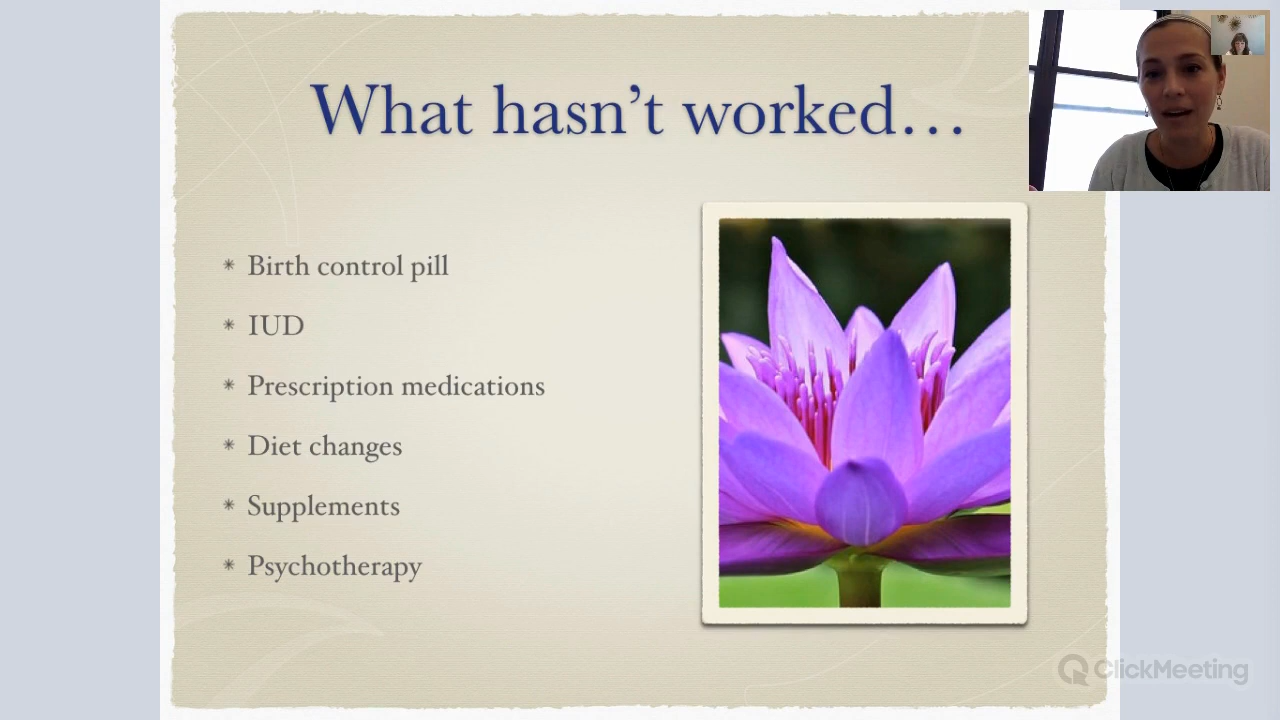 What hasn't worked…
* Birth control pill
* IUD
* Prescription medications
* Diet changes
* Supplements
* Psychotherapy
ClickMeeting